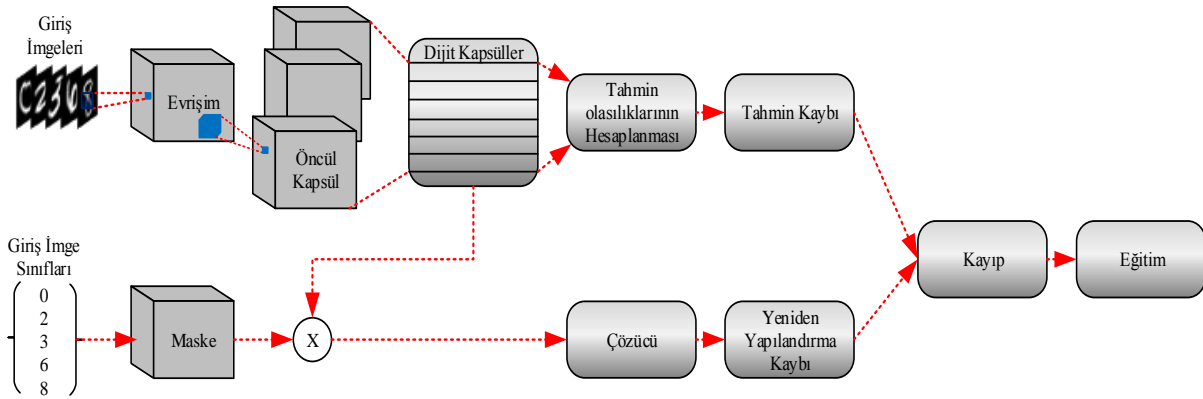 Giriş
İmgeleri
Evrişim
Öncül
Kapsül
Dijit Kapsüller
Tahmin
olasılıklarının
Hesaplanması
Tahmin Kaybı
Kayıp
Eğitim
Giriş İmge
Sınıfları
0
2
3
6
8
Maske
X
Çözücü
Yeniden
Yapılandırma
Kaybı